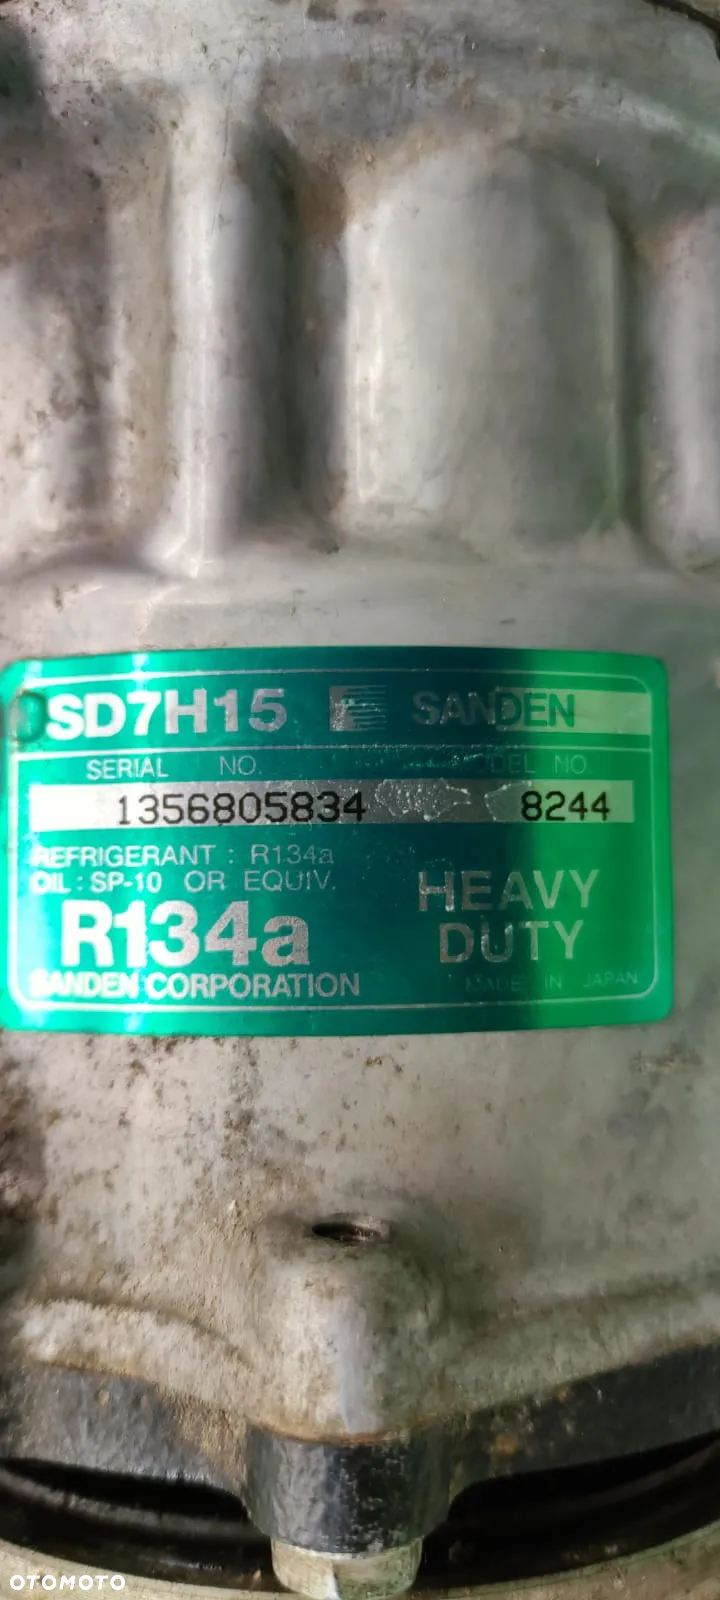 SD7H15 SANDEN
SERIAL NO. MODEL NO.
1356805834 8244
REFRIGERANT : R134a
OIL : SP-10 OR EQUIV.
HEAVY
DUTY
R134a
SANDEN CORPORATION
MADE IN JAPAN
OTOMOTO